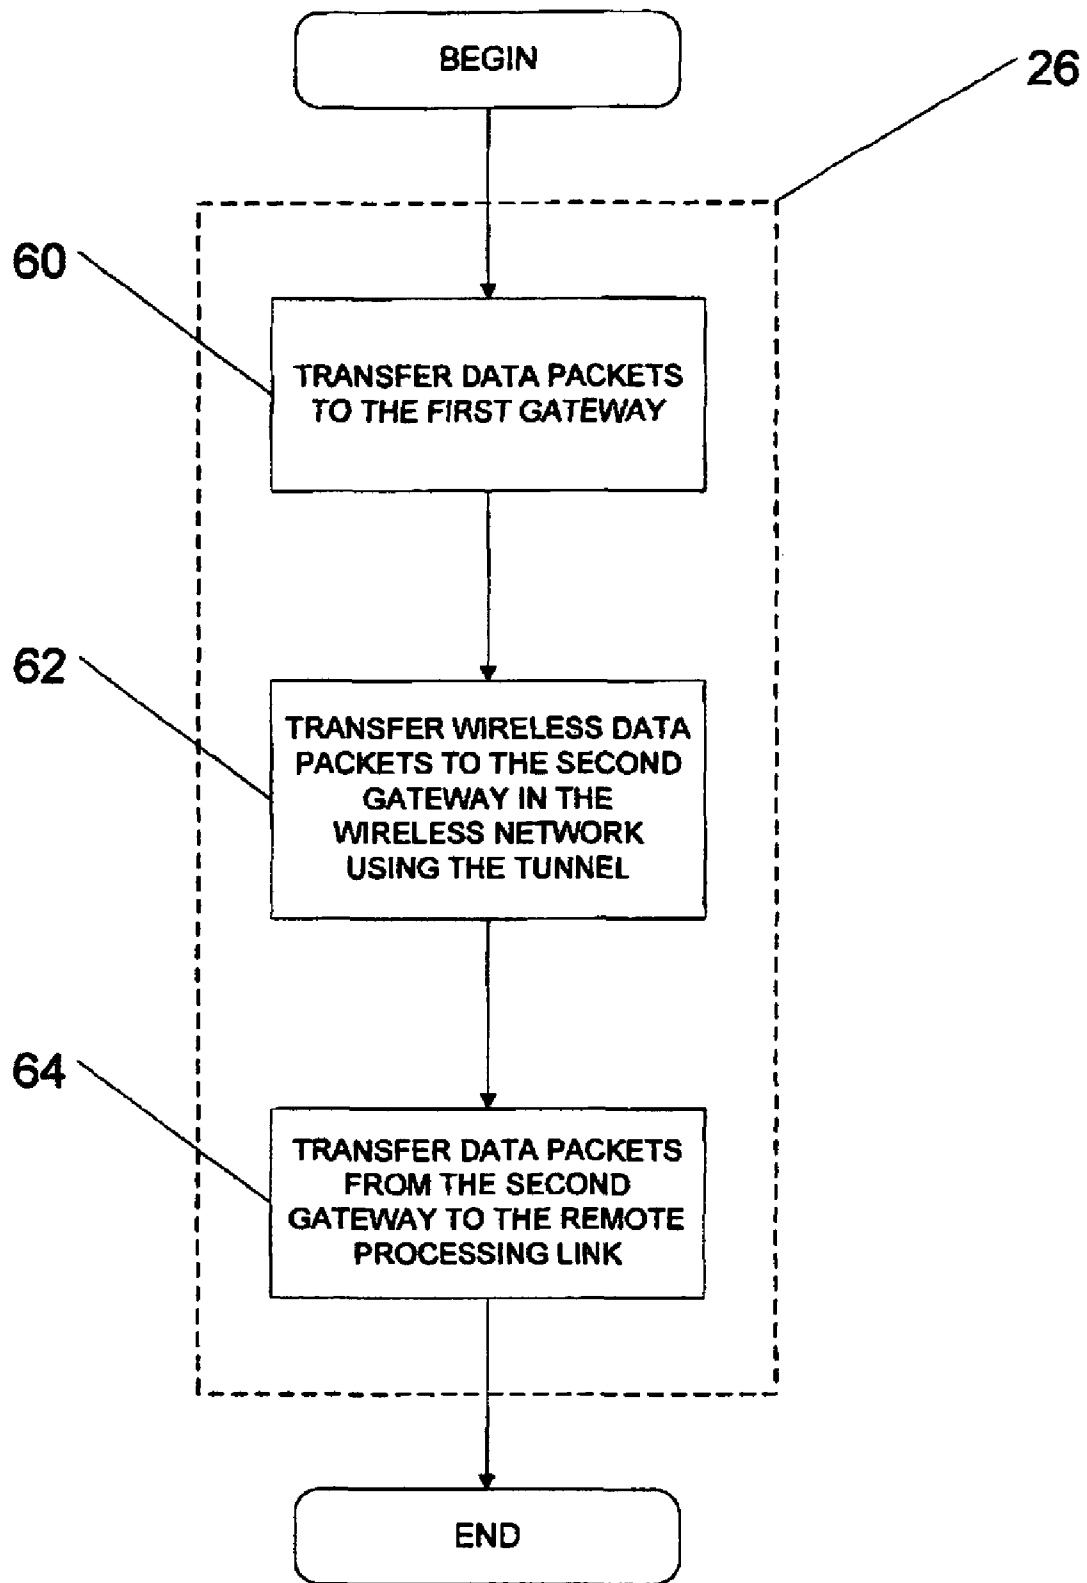 BEGIN
26
60
TRANSFER DATA PACKETS
TO THE FIRST GATEWAY
62
TRANSFER WIRELESS DATA
PACKETS TO THE SECOND
GATEWAY IN THE
WIRELESS NETWORK
USING THE TUNNEL
64
TRANSFER DATA PACKETS
FROM THE SECOND
GATEWAY TO THE REMOTE
PROCESSING LINK
END